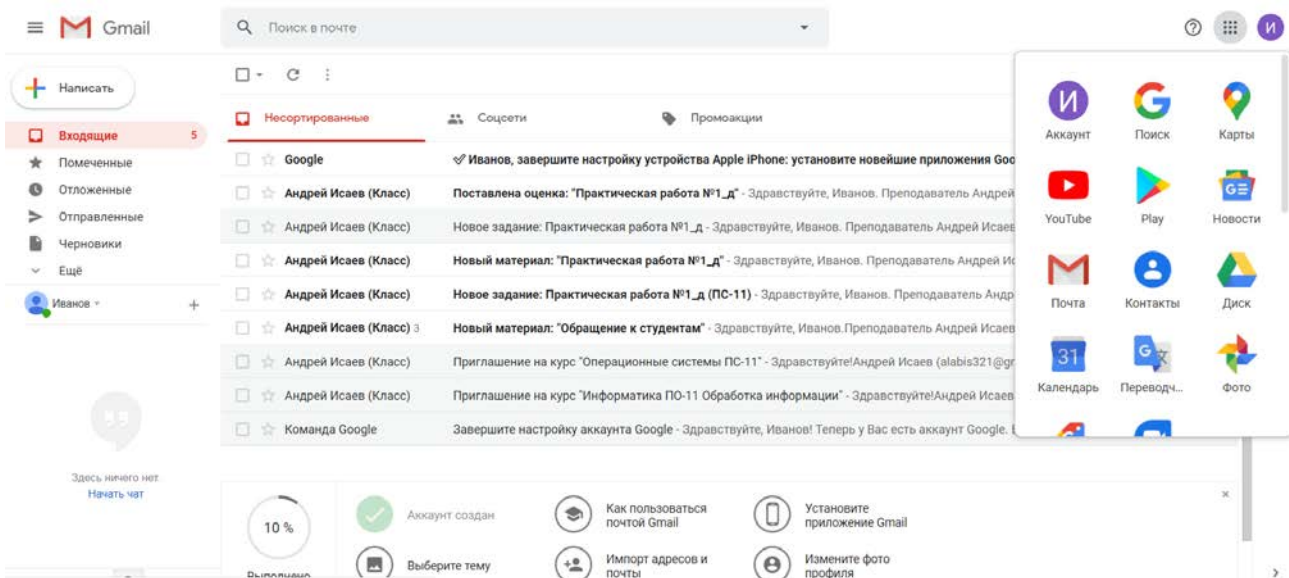 Gmail
Поиск в почте
И
Написать
Входящие 5
Помеченные
Отложенные
Отправленные
Черновики
Ещё
Иванов
Здесь ничего нет
Начать чат
Несортированные Соцсети Промоакции
Google Иванов, завершите настройку устройства Apple iPhone: установите новейшие приложения Goo
Андрей Исаев (Класс) Поставлена оценка: "Практическая работа №1_д" - Здравствуйте, Иванов. Преподаватель Андрей
Андрей Исаев (Класс) Новое задание: Практическая работа №1_д - Здравствуйте, Иванов. Преподаватель Андрей Исаев
Андрей Исаев (Класс) Новый материал: "Практическая работа №1_д" - Здравствуйте, Иванов. Преподаватель Андрей Ис
Андрей Исаев (Класс) Новое задание: Практическая работа №1_д (ПС-11) - Здравствуйте, Иванов. Преподаватель Андр
Андрей Исаев (Класс) 3 Новый материал: "Обращение к студентам" - Здравствуйте, Иванов.Преподаватель Андрей Исаев
Андрей Исаев (Класс) Приглашение на курс "Операционные системы ПС-11" - Здравствуйте!Андрей Исаев (alabis321@gm
Андрей Исаев (Класс) Приглашение на курс "Информатика ПО-11 Обработка информации" - Здравствуйте!Андрей Исаев
Команда Google Завершите настройку аккаунта Google - Здравствуйте, Иванов! Теперь у Вас есть аккаунт Google.
И
Аккаунт Поиск Карты
YouTube Play Новости
Почта Контакты Диск
31
Календарь Переводч... Фото
10 %
Выполнено
Аккаунт создан
Как пользоваться
почтой Gmail
Установите
приложение Gmail
Выберите тему
Импорт адресов и
почты
Измените фото
профиля